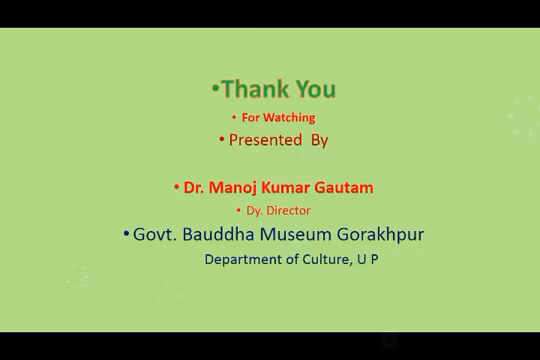 •Thank You
• For Watching
• Presented By
• Dr. Manoj Kumar Gautam
• Dy. Director
• Govt. Bauddha Museum Gorakhpur
Department of Culture, U P